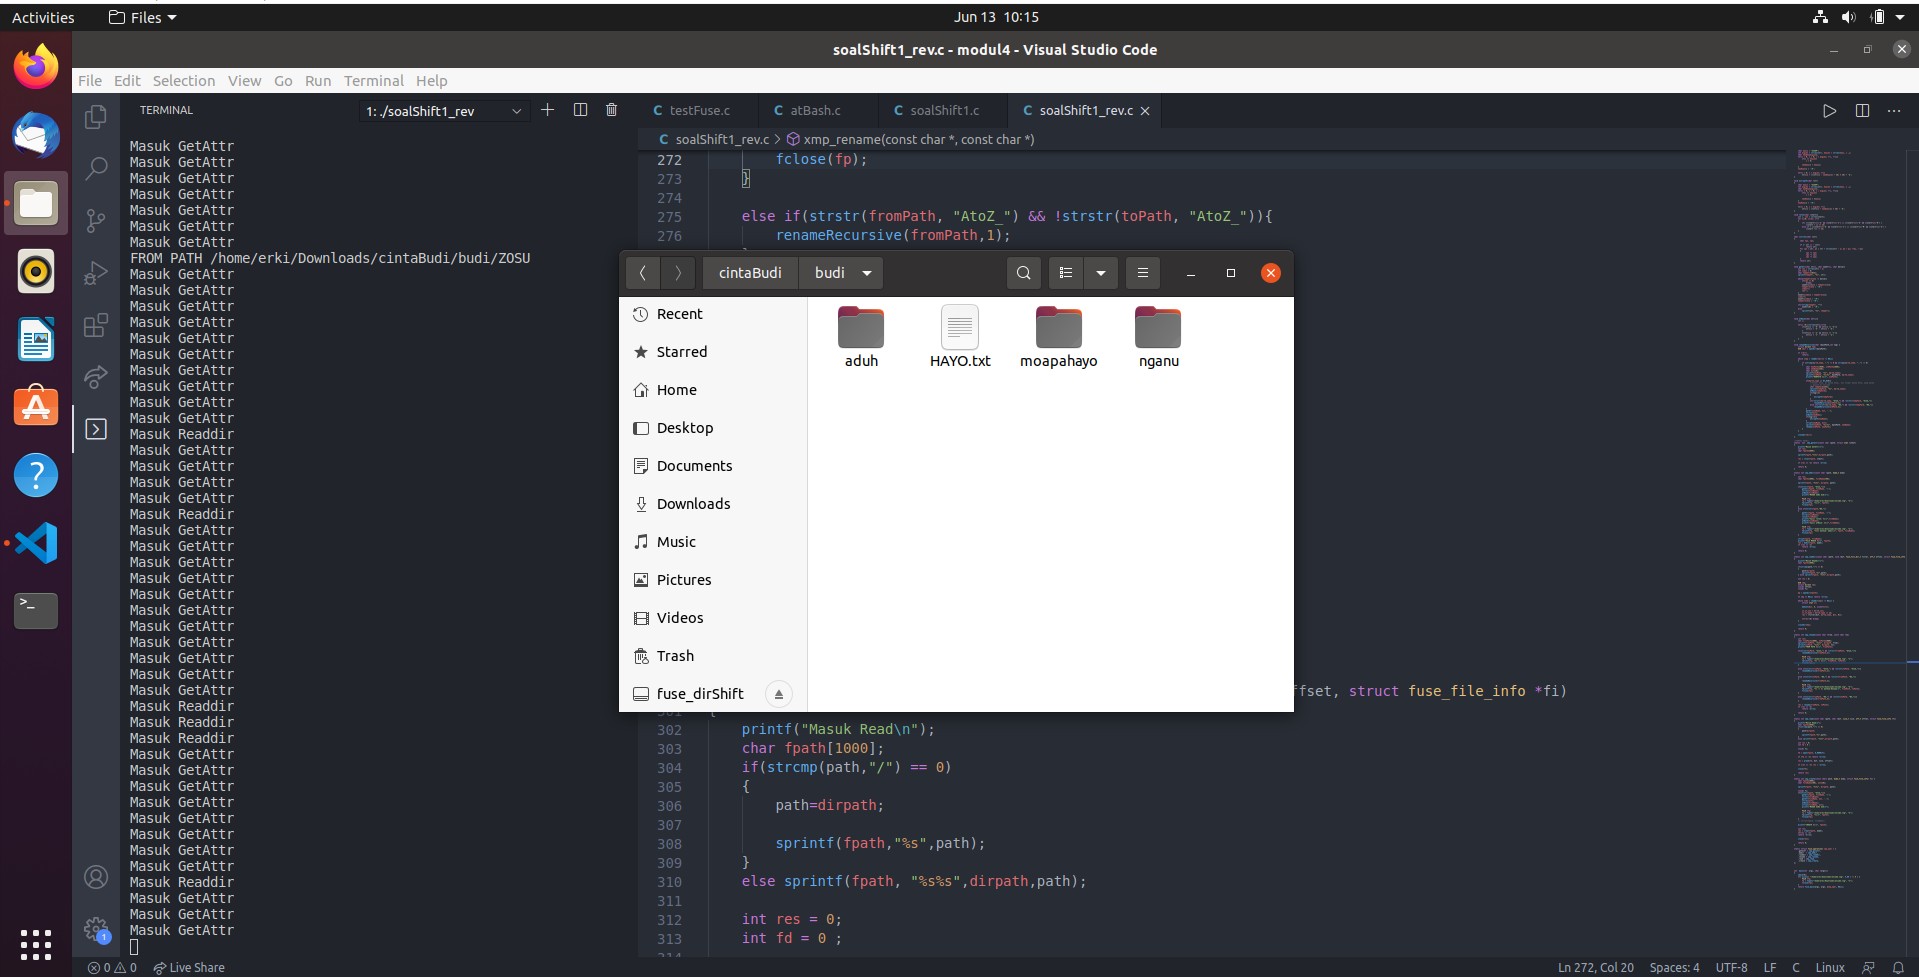 Activities
Files
Jun 13 10:15
soalShift1_rev.c - modul4 - Visual Studio Code
File Edit Selection View Go Run Terminal Help
TERMINAL
1: ./soalShift1_rev
Masuk GetAttr
Masuk GetAttr
Masuk GetAttr
Masuk GetAttr
Masuk GetAttr
Masuk GetAttr
Masuk GetAttr
FROM PATH /home/erki/Downloads/cintaBudi/budi/ZOSU
Masuk GetAttr
Masuk GetAttr
Masuk GetAttr
Masuk GetAttr
Masuk GetAttr
Masuk GetAttr
Masuk GetAttr
Masuk GetAttr
Masuk GetAttr
Masuk GetAttr
Masuk Readdir
Masuk GetAttr
Masuk GetAttr
Masuk GetAttr
Masuk GetAttr
Masuk Readdir
Masuk GetAttr
Masuk GetAttr
Masuk GetAttr
Masuk GetAttr
Masuk GetAttr
Masuk GetAttr
Masuk GetAttr
Masuk GetAttr
Masuk GetAttr
Masuk GetAttr
Masuk GetAttr
Masuk Readdir
Masuk Readdir
Masuk Readdir
Masuk GetAttr
Masuk GetAttr
Masuk GetAttr
Masuk GetAttr
Masuk GetAttr
Masuk GetAttr
Masuk GetAttr
Masuk GetAttr
Masuk Readdir
Masuk GetAttr
Masuk GetAttr
Masuk GetAttr
testFuse.c
atBash.c
soalShift1.c
soalShift1_rev.c
soalShift1_rev.c > xmp_rename(const char *, const char *)
272 fclose(fp);
273 }
274
275 else if(strstr(fromPath, "AtoZ_") && !strstr(toPath, "AtoZ_")){
276 renameRecursive(fromPath,1);
cintaBudi
budi
Recent
Starred
Home
Desktop
Documents
Downloads
Music
Pictures
Videos
Trash
fuse_dirShift
aduh
HAYO.txt
moapahayo
nganu
ffset, struct fuse_file_info *fi)
301 {
302 printf("Masuk Read\n");
303 char fpath[1000];
304 if(strcmp(path,"/") == 0)
305 {
306 path=dirpath;
307
308 sprintf(fpath,"%s",path);
309 }
310 else sprintf(fpath, "%s%s",dirpath,path);
311
312 int res = 0;
313 int fd = 0 ;
314
1
0 0
Live Share
Ln 272, Col 20
Spaces: 4
UTF-8
LF
C
Linux